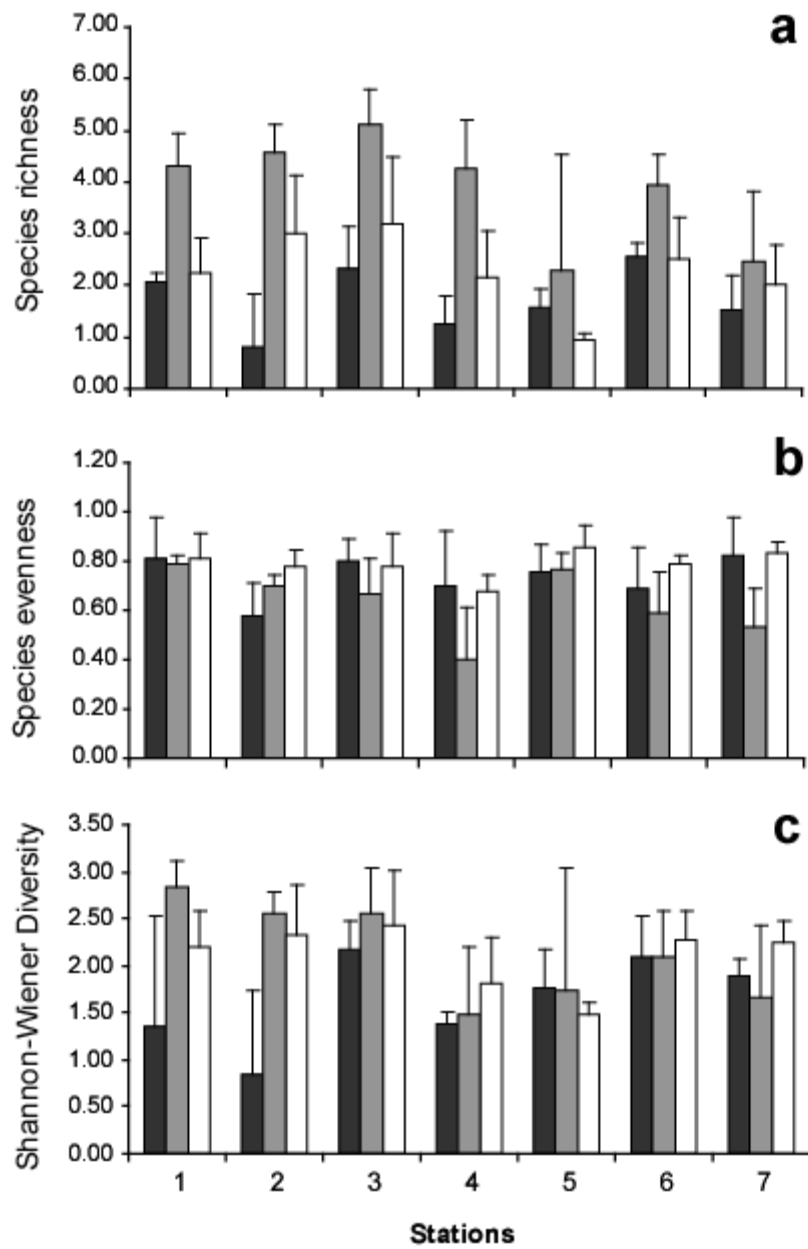 a
Species richness
7.00
6.00
5.00
4.00
3.00
2.00
1.00
0.00
b
Species evenness
1.20
1.00
0.80
0.60
0.40
0.20
0.00
c
Shannon-Wiener Diversity
3.50
3.00
2.50
2.00
1.50
1.00
0.50
0.00
1 2 3 4 5 6 7
Stations